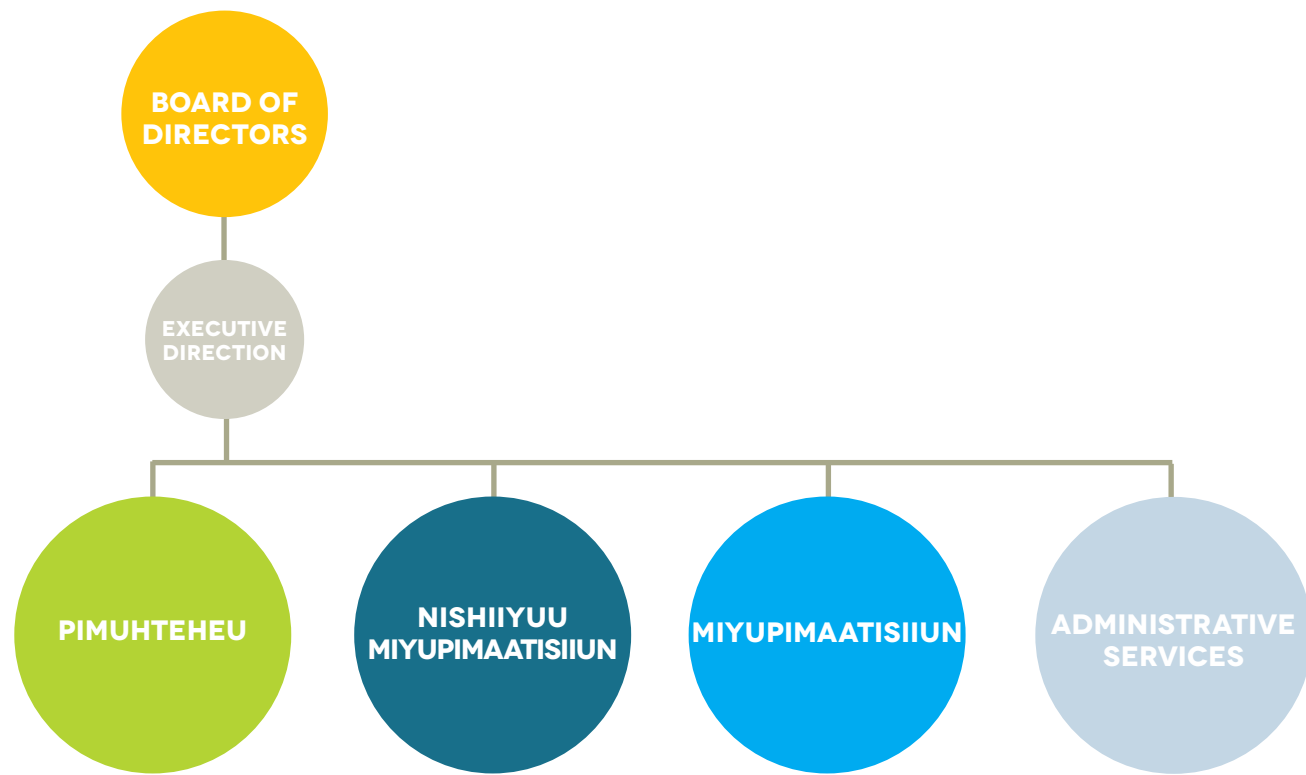 BOARD OF
DIRECTORS
EXECUTIVE
DIRECTION
PIMUHTEHEU
NISHIIYUU
MIYUPIMAATISIIUN
MIYUPIMAATISIIUN
ADMINISTRATIVE
SERVICES